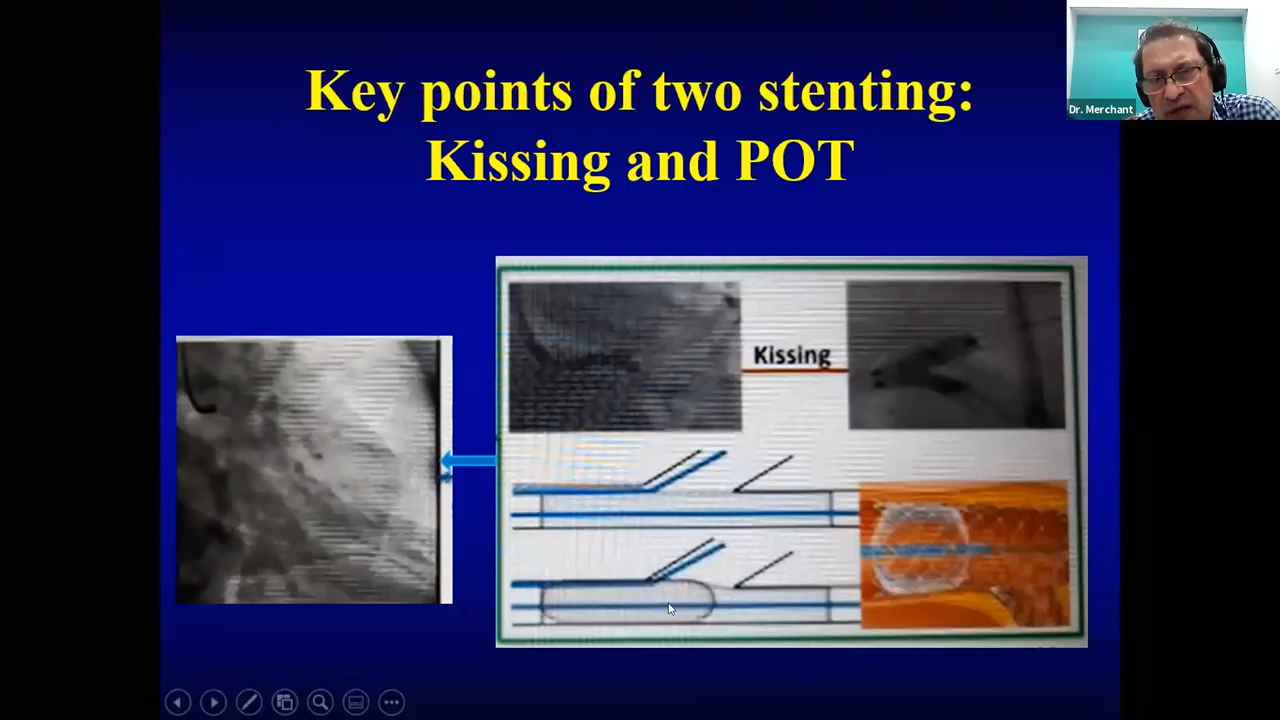 Key points of two stenting:
Kissing and POT
Dr. Merchant
Kissing